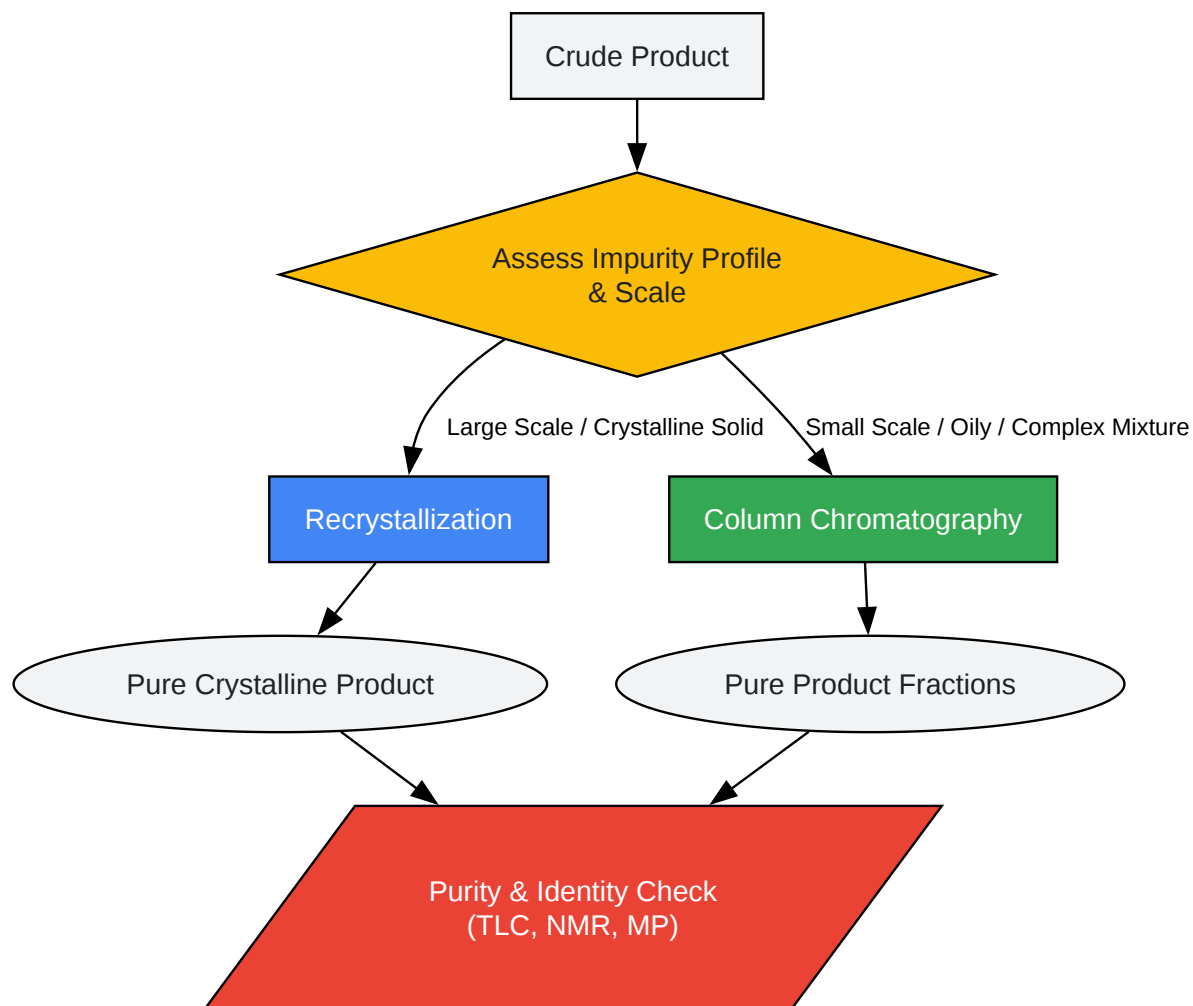 Crude Product
Assess Impurity Profile
& Scale
Large Scale / Crystalline Solid
Small Scale / Oily / Complex Mixture
Recrystallization
Column Chromatography
Pure Crystalline Product
Pure Product Fractions
Purity & Identity Check
(TLC, NMR, MP)